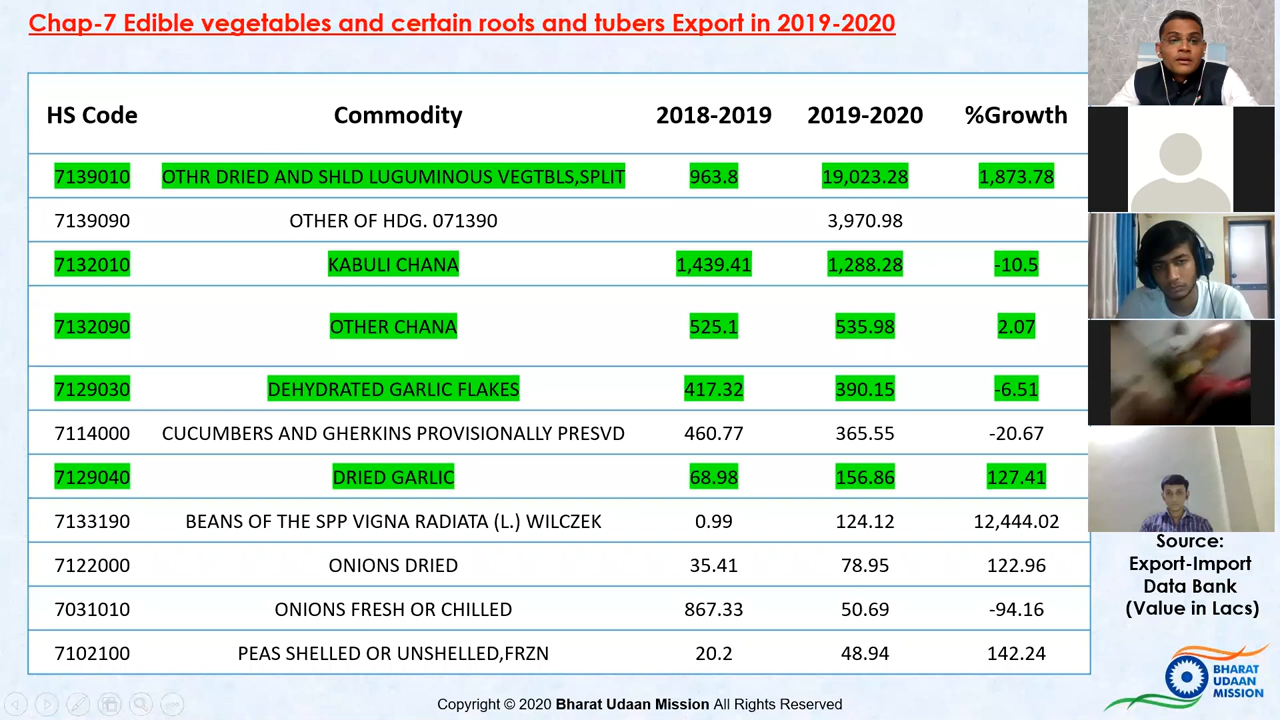 Chap-7 Edible vegetables and certain roots and tubers Export in 2019-2020
HS Code Commodity 2018-2019 2019-2020 %Growth
7139010 OTHR DRIED AND SHLD LUGUMINOUS VEGTBLS,SPLIT 963.8 19,023.28 1,873.78
7139090 OTHER OF HDG. 071390 3,970.98
7132010 KABULI CHANA 1,439.41 1,288.28 -10.5
7132090 OTHER CHANA 525.1 535.98 2.07
7129030 DEHYDRATED GARLIC FLAKES 417.32 390.15 -6.51
7114000 CUCUMBERS AND GHERKINS PROVISIONALLY PRESVD 460.77 365.55 -20.67
7129040 DRIED GARLIC 68.98 156.86 127.41
7133190 BEANS OF THE SPP VIGNA RADIATA (L.) WILCZEK 0.99 124.12 12,444.02
7122000 ONIONS DRIED 35.41 78.95 122.96
7031010 ONIONS FRESH OR CHILLED 867.33 50.69 -94.16
7102100 PEAS SHELLED OR UNSHELLED,FRZN 20.2 48.94 142.24
Source:
Export-Import
Data Bank
(Value in Lacs)
BHARAT
UDAAN
MISSION
Copyright © 2020 Bharat Udaan Mission All Rights Reserved